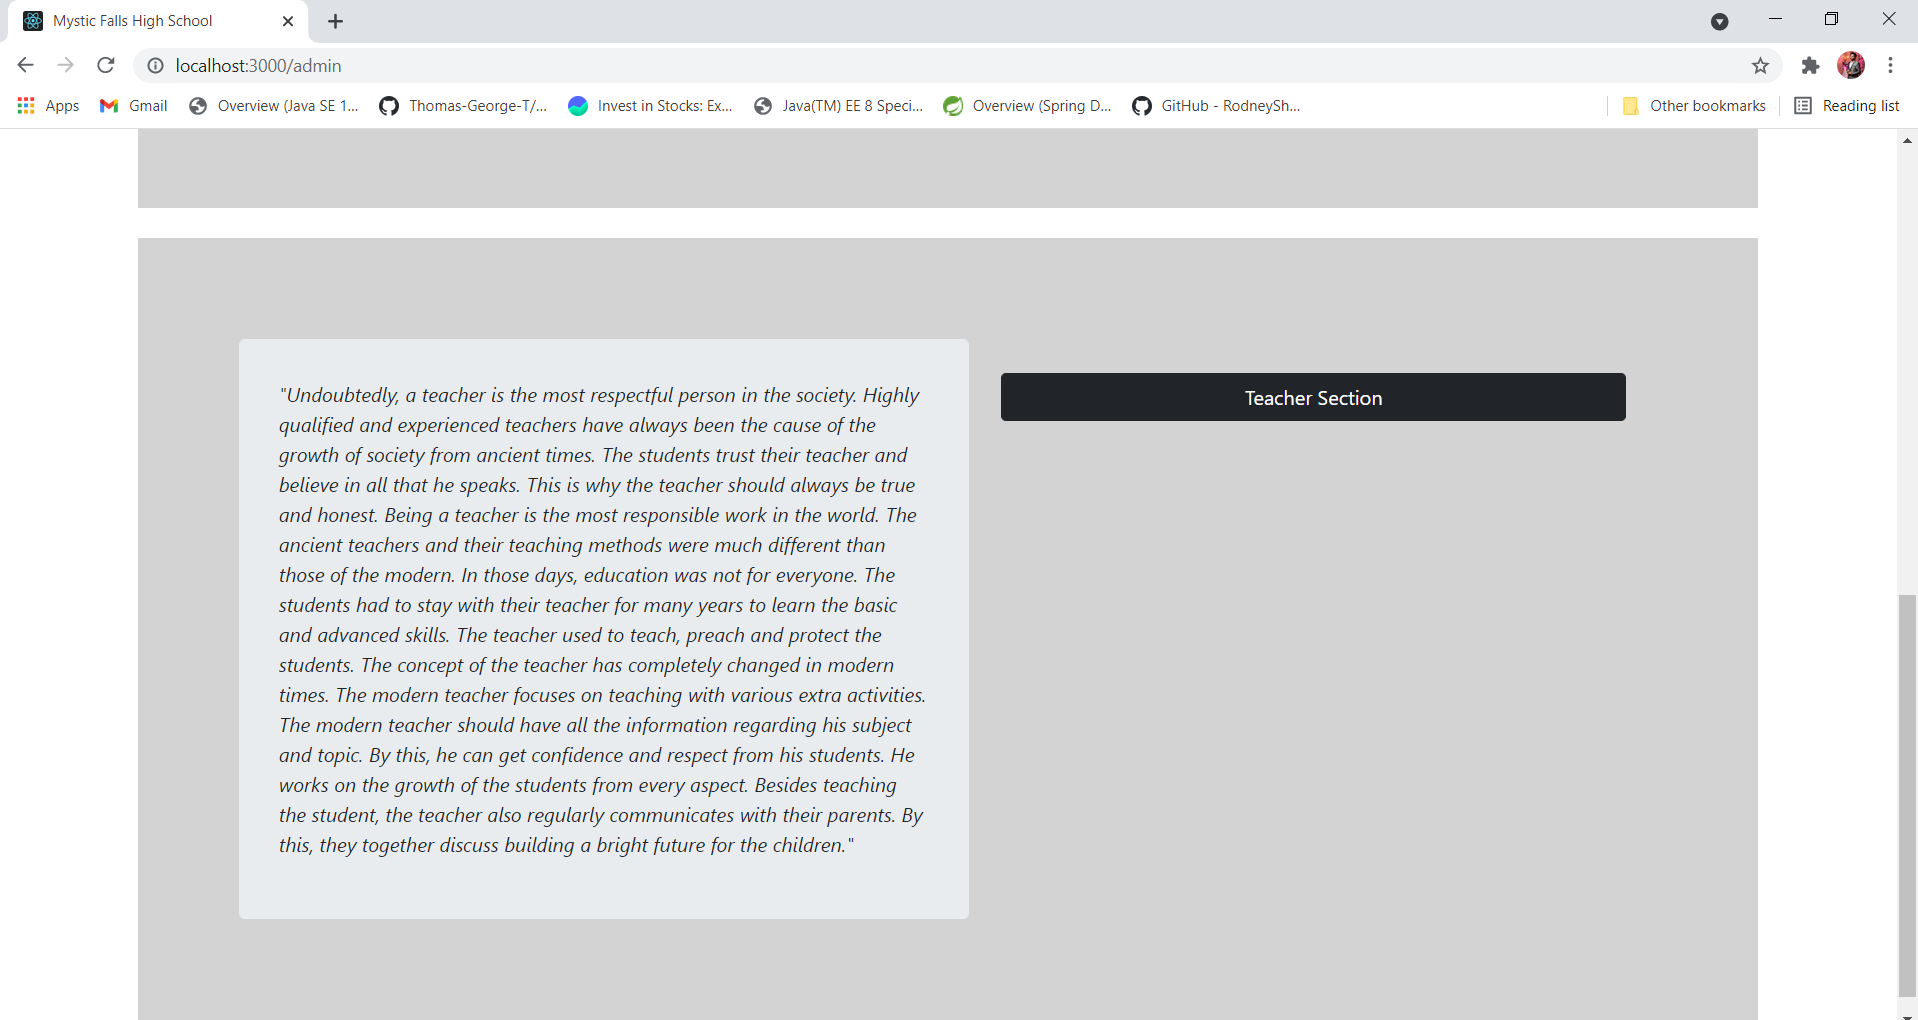 Mystic Falls High School
localhost:3000/admin
Apps Gmail Overview (Java SE 1... Thomas-George-T/... Invest in Stocks: Ex... Java(TM) EE 8 Speci... Overview (Spring D... GitHub - RodneySh... Other bookmarks Reading list
"Undoubtedly, a teacher is the most respectful person in the society. Highly
qualified and experienced teachers have always been the cause of the
growth of society from ancient times. The students trust their teacher and
believe in all that he speaks. This is why the teacher should always be true
and honest. Being a teacher is the most responsible work in the world. The
ancient teachers and their teaching methods were much different than
those of the modern. In those days, education was not for everyone. The
students had to stay with their teacher for many years to learn the basic
and advanced skills. The teacher used to teach, preach and protect the
students. The concept of the teacher has completely changed in modern
times. The modern teacher focuses on teaching with various extra activities.
The modern teacher should have all the information regarding his subject
and topic. By this, he can get confidence and respect from his students. He
works on the growth of the students from every aspect. Besides teaching
the student, the teacher also regularly communicates with their parents. By
this, they together discuss building a bright future for the children."
Teacher Section